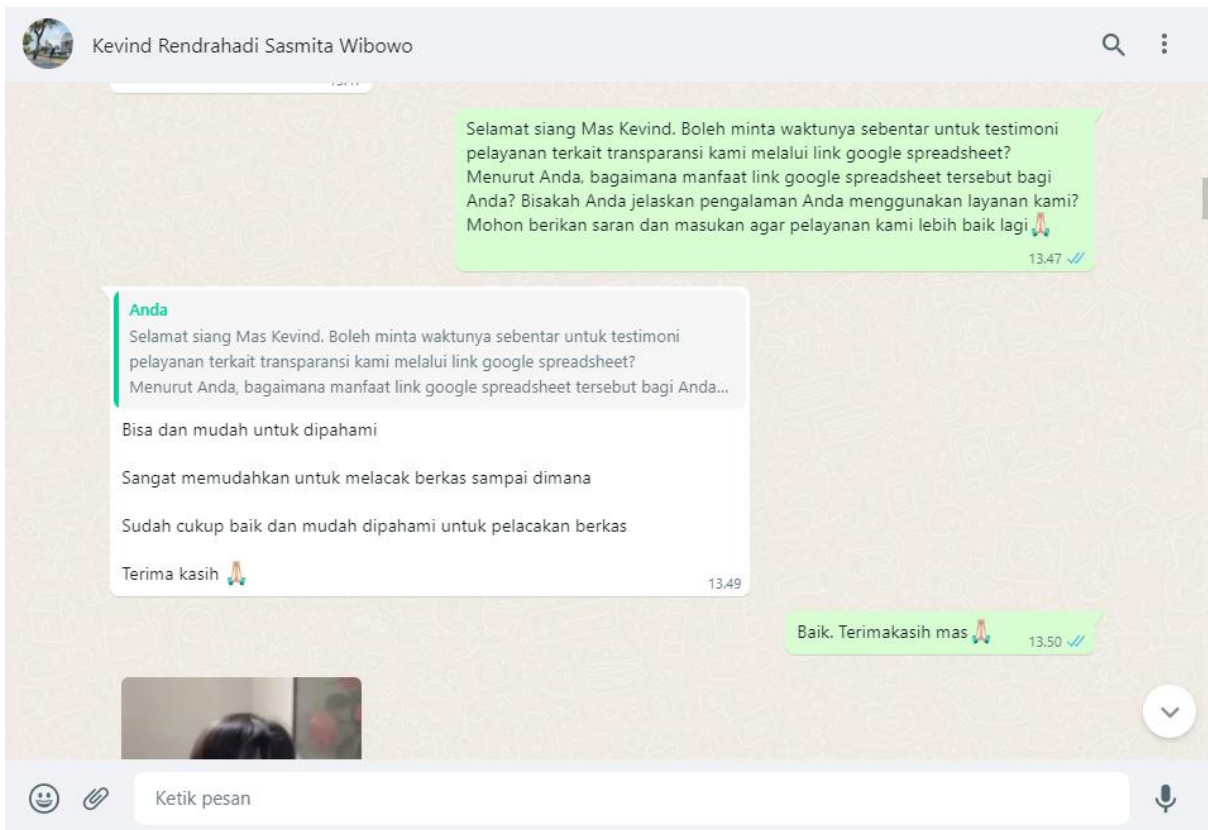 Kevind Rendrahadi Sasmita Wibowo
Selamat siang Mas Kevind. Boleh minta waktunya sebentar untuk testimoni
pelayanan terkait transparansi kami melalui link google spreadsheet?
Menurut Anda, bagaimana manfaat link google spreadsheet tersebut bagi
Anda? Bisakah Anda jelaskan pengalaman Anda menggunakan layanan kami?
Mohon berikan saran dan masukan agar pelayanan kami lebih baik lagi🙏🏻
13.47
Anda
Selamat siang Mas Kevind. Boleh minta waktunya sebentar untuk testimoni
pelayanan terkait transparansi kami melalui link google spreadsheet?
Menurut Anda, bagaimana manfaat link google spreadsheet tersebut bagi Anda...
Bisa dan mudah untuk dipahami
Sangat memudahkan untuk melacak berkas sampai dimana
Sudah cukup baik dan mudah dipahami untuk pelacakan berkas
Terima kasih 🙏🏻
13.49
Baik. Terimakasih mas🙏🏻
13.50
Ketik pesan